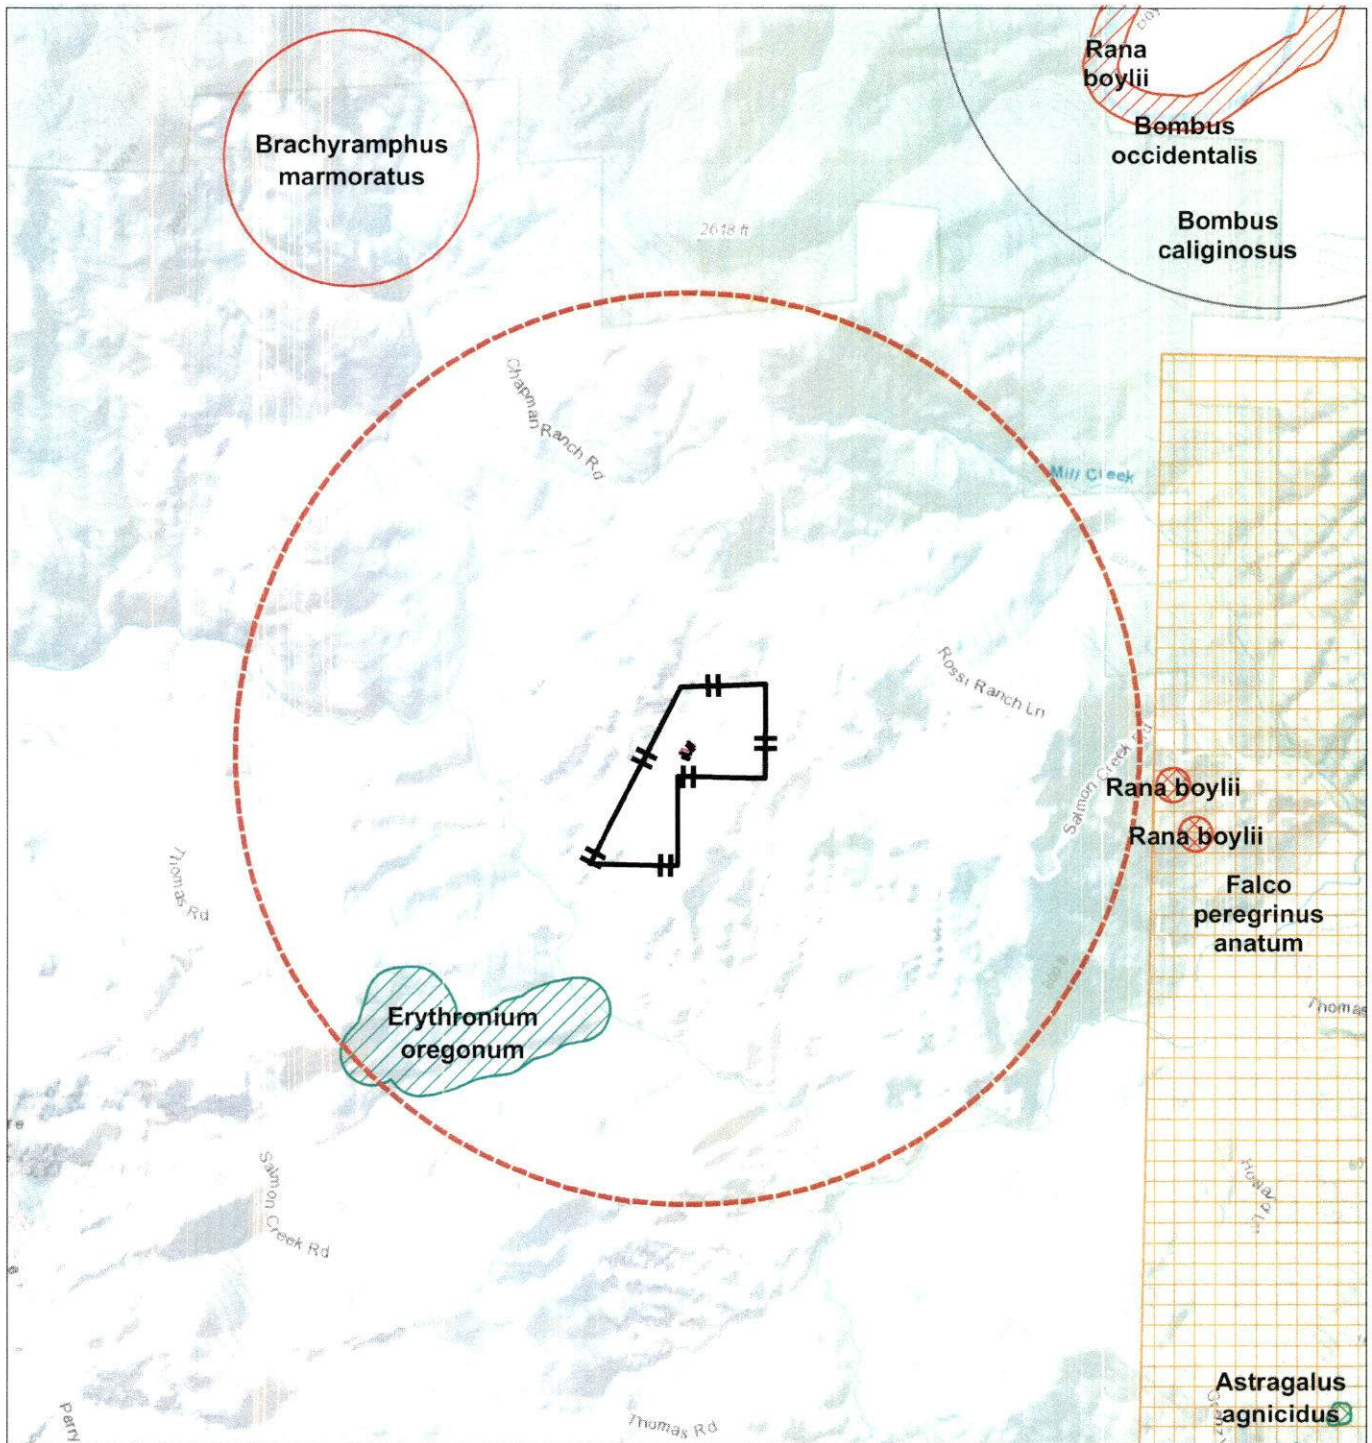 Rana
boylii
Brachyramphus
marmoratus
Bombus
occidentalis
Bombus
caliginosus
2618 ft
Chapman Ranch Rd
Mill Creek
Rossi Ranch Ln
Salmon Creek Rd
Rana boylii
Rana boylii
Thomas Rd
Falco
peregrinus
anatum
Erythronium
oregonum
Thomas
Salmon Creek Rd
Astragalus
agnicidus
Perry
Thomas Rd